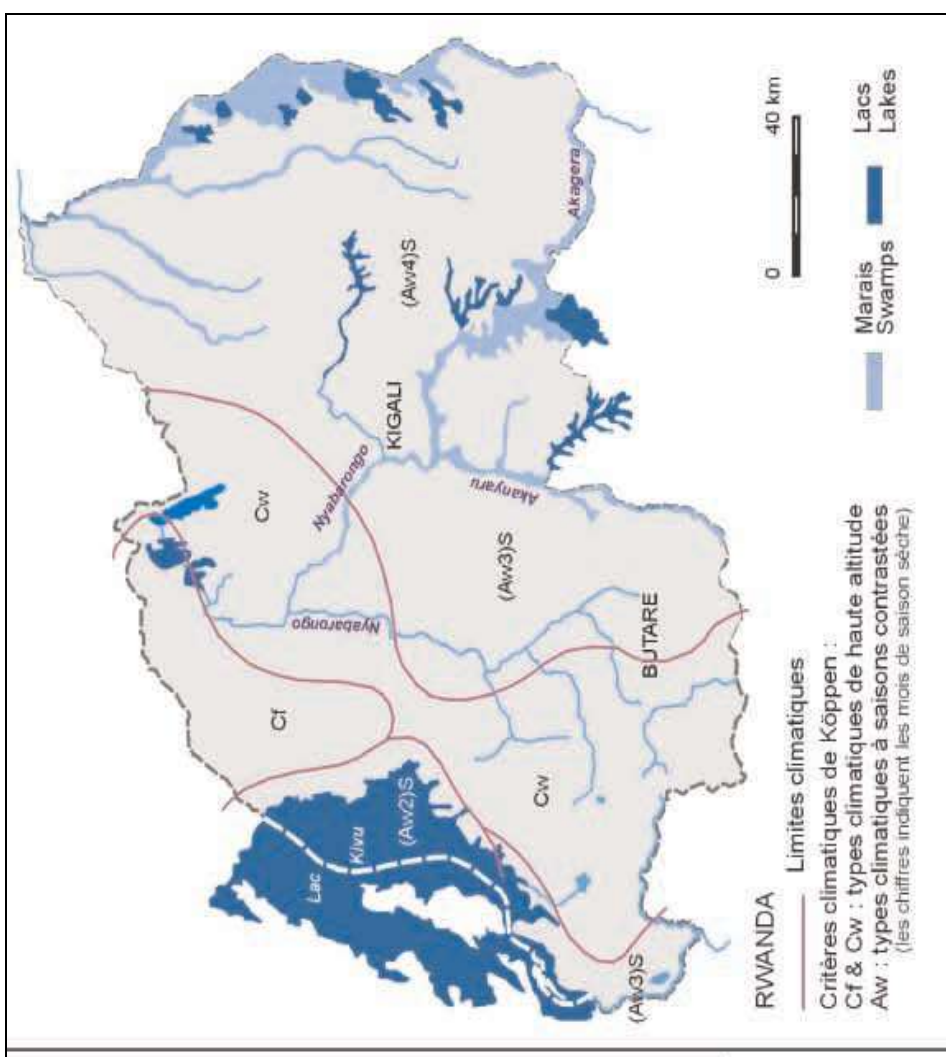 Cf
Cw
Nyabarongo
Nyabarongo
KIGALI
(Aw4)S
Akagera
Akanyaru
(Aw3)S
BUTARE
Cw
Lac
Kivu
(Aw2)S
(Aw3)S
RWANDA
Limites climatiques
Critères climatiques de Köppen :
Cf & Cw : types climatiques de haute altitude
Aw : types climatiques à saisons contrastées
(les chiffres indiquent les mois de saison sèche)
0 40 km
Marais
Swamps
Lacs
Lakes